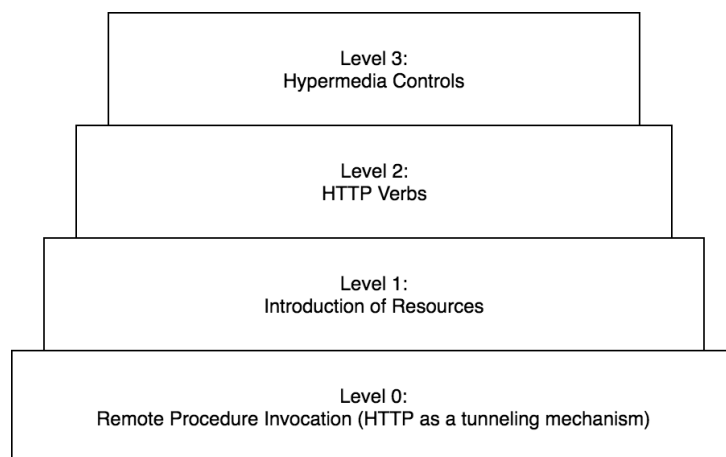 Level 3:
Hypermedia Controls
Level 2:
HTTP Verbs
Level 1:
Introduction of Resources
Level 0:
Remote Procedure Invocation (HTTP as a tunneling mechanism)